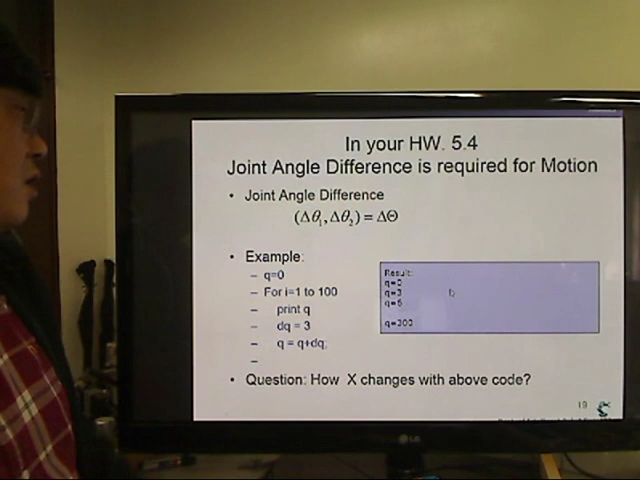 In your HW. 5.4
Joint Angle Difference is required for Motion
• Joint Angle Difference
(Δθ₁,Δθ₂) = ΔΘ
• Example:
– q=0
– For i=1 to 100
– print q
– dq = 3
– q = q+dq;
–
Result:
q=0
q=3
q=6
q=300
• Question: How X changes with above code?
19
LG